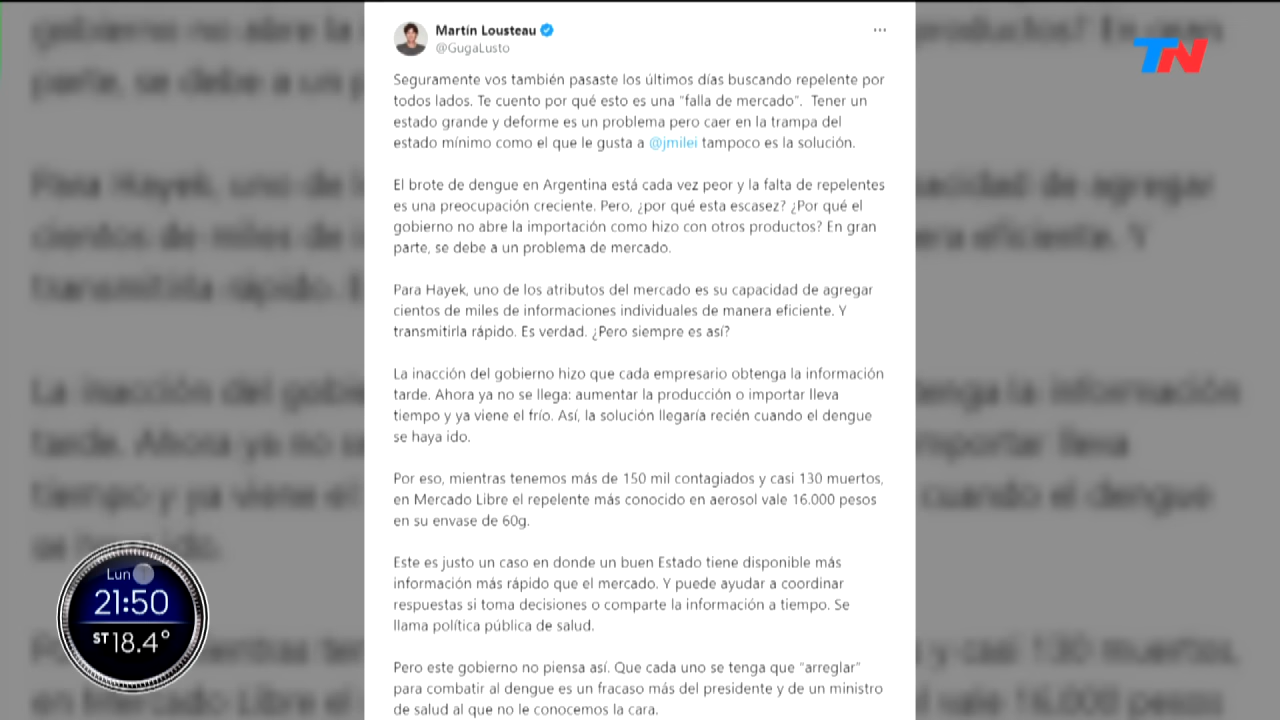 Martín Lousteau
@GugaLusto
Seguramente vos también pasaste los últimos días buscando repelente por
todos lados. Te cuento por qué esto es una "falla de mercado".  Tener un
estado grande y deforme es un problema pero caer en la trampa del
estado mínimo como el que le gusta a @jmilei tampoco es la solución.
El brote de dengue en Argentina está cada vez peor y la falta de repelentes
es una preocupación creciente. Pero, ¿por qué esta escasez? ¿Por qué el
gobierno no abre la importación como hizo con otros productos? En gran
parte, se debe a un problema de mercado.
Para Hayek, uno de los atributos del mercado es su capacidad de agregar
cientos de miles de informaciones individuales de manera eficiente. Y
transmitirla rápido. Es verdad. ¿Pero siempre es así?
La inacción del gobierno hizo que cada empresario obtenga la información
tarde. Ahora ya no se llega: aumentar la producción o importar lleva
tiempo y ya viene el frío. Así, la solución llegaría recién cuando el dengue
se haya ido.
Por eso, mientras tenemos más de 150 mil contagiados y casi 130 muertos,
en Mercado Libre el repelente más conocido en aerosol vale 16.000 pesos
en su envase de 60g.
Este es justo un caso en donde un buen Estado tiene disponible más
información más rápido que el mercado. Y puede ayudar a coordinar
respuestas si toma decisiones o comparte la información a tiempo. Se
llama política pública de salud.
Pero este gobierno no piensa así. Que cada uno se tenga que "arreglar"
para combatir al dengue es un fracaso más del presidente y de un ministro
de salud al que no le conocemos la cara.
TN
Lun
21:50
ST 18.4°